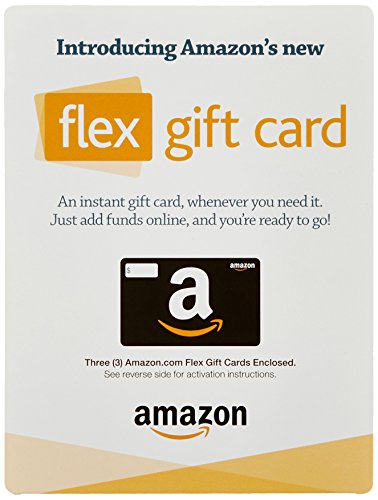 Introducing Amazon's new
flex gift card
An instant gift card, whenever you need it.
Just add funds online, and you're ready to go!
$
amazon
a
Three (3) Amazon.com Flex Gift Cards Enclosed.
See reverse side for activation instructions.
amazon